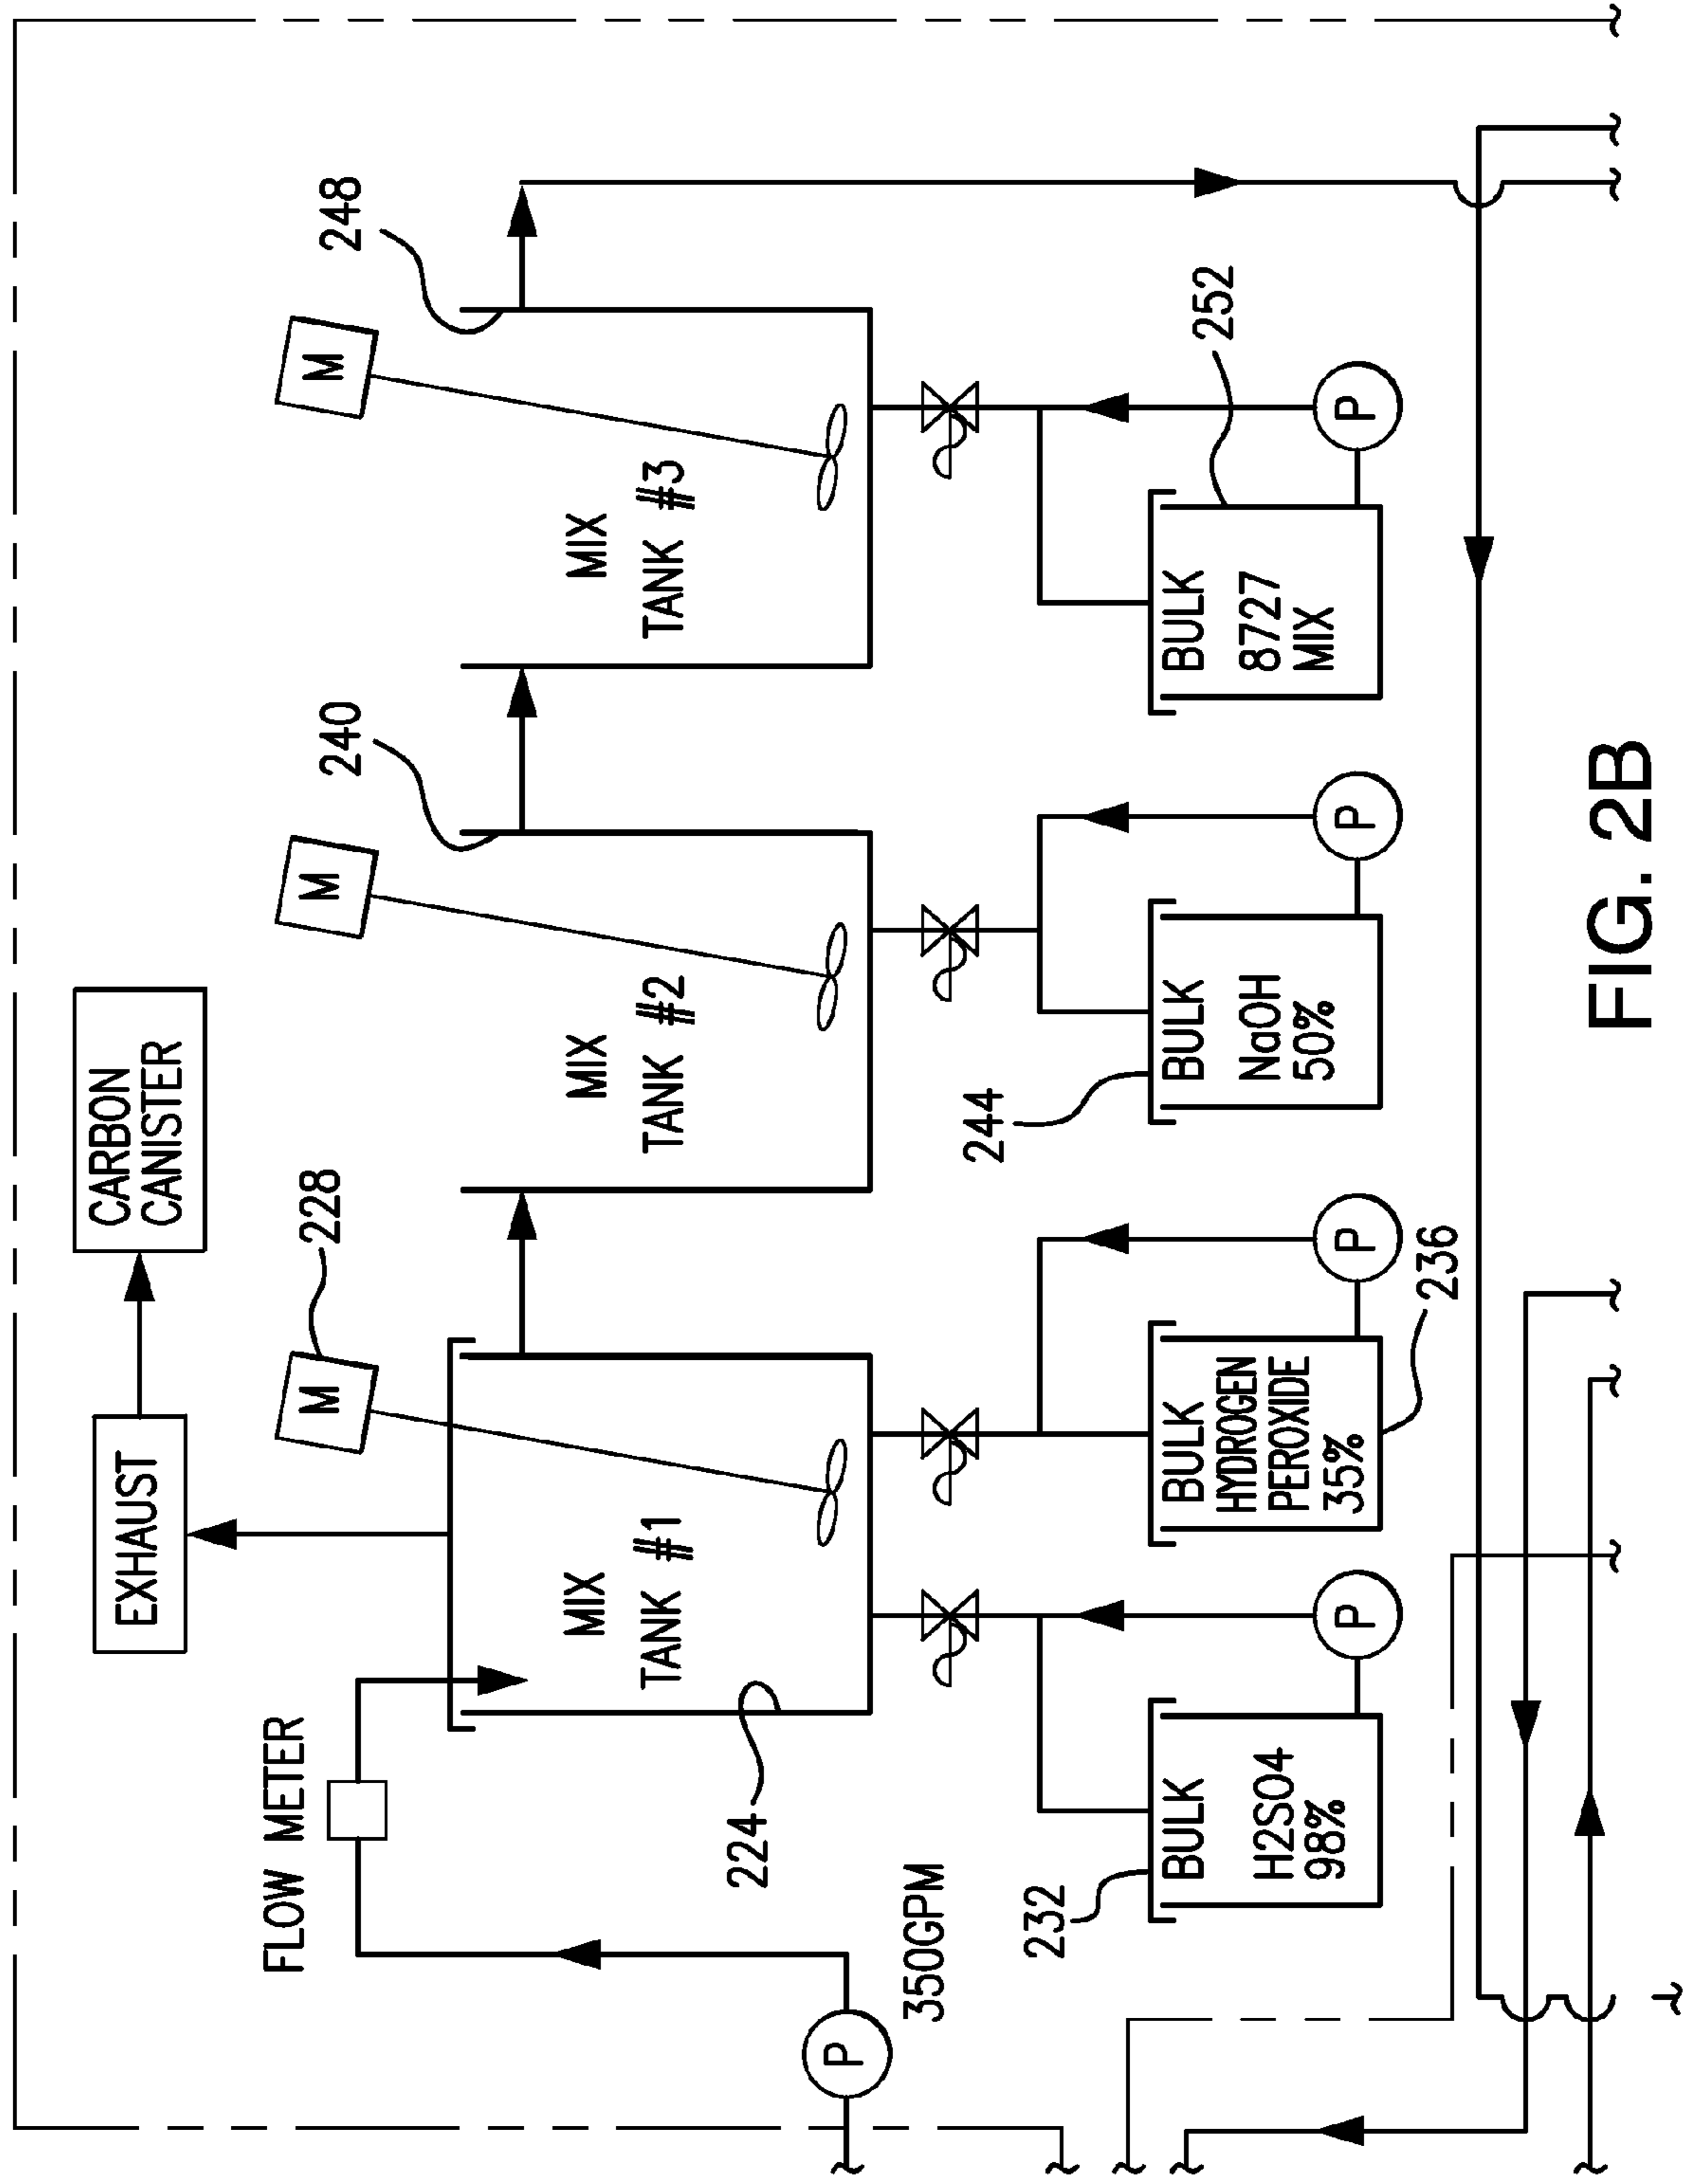 EXHAUST
CARBON
CANISTER
FLOW METER
M
228
M
240
M
248
MIX
TANK #1
MIX
TANK #2
MIX
TANK #3
224
P
350GPM
232
BULK
H2SO4
98%
P
BULK
HYDROGEN
PEROXIDE
35%
P
236
244
BULK
NaOH
50%
P
BULK
8727
MIX
P
252
FIG. 2B